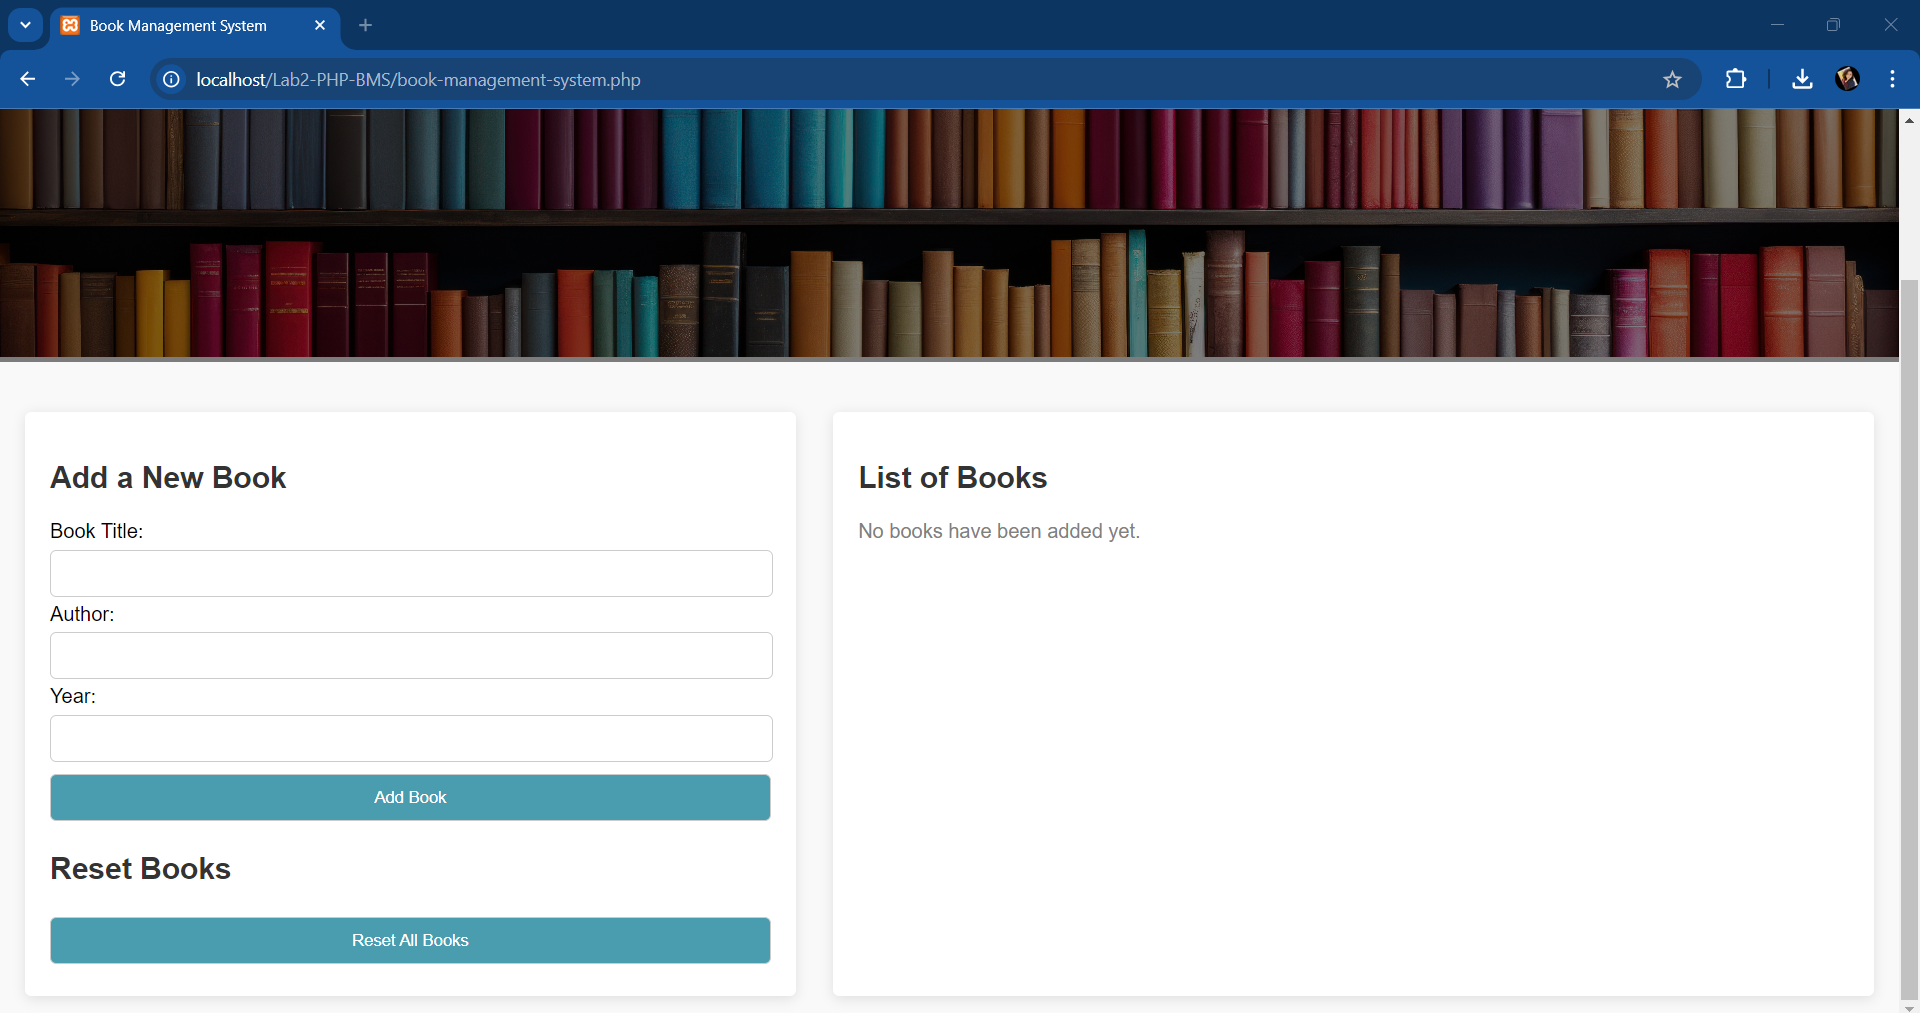 Book Management System
localhost/Lab2-PHP-BMS/book-management-system.php
Add a New Book
Book Title:
Author:
Year:
Add Book
Reset Books
Reset All Books
List of Books
No books have been added yet.